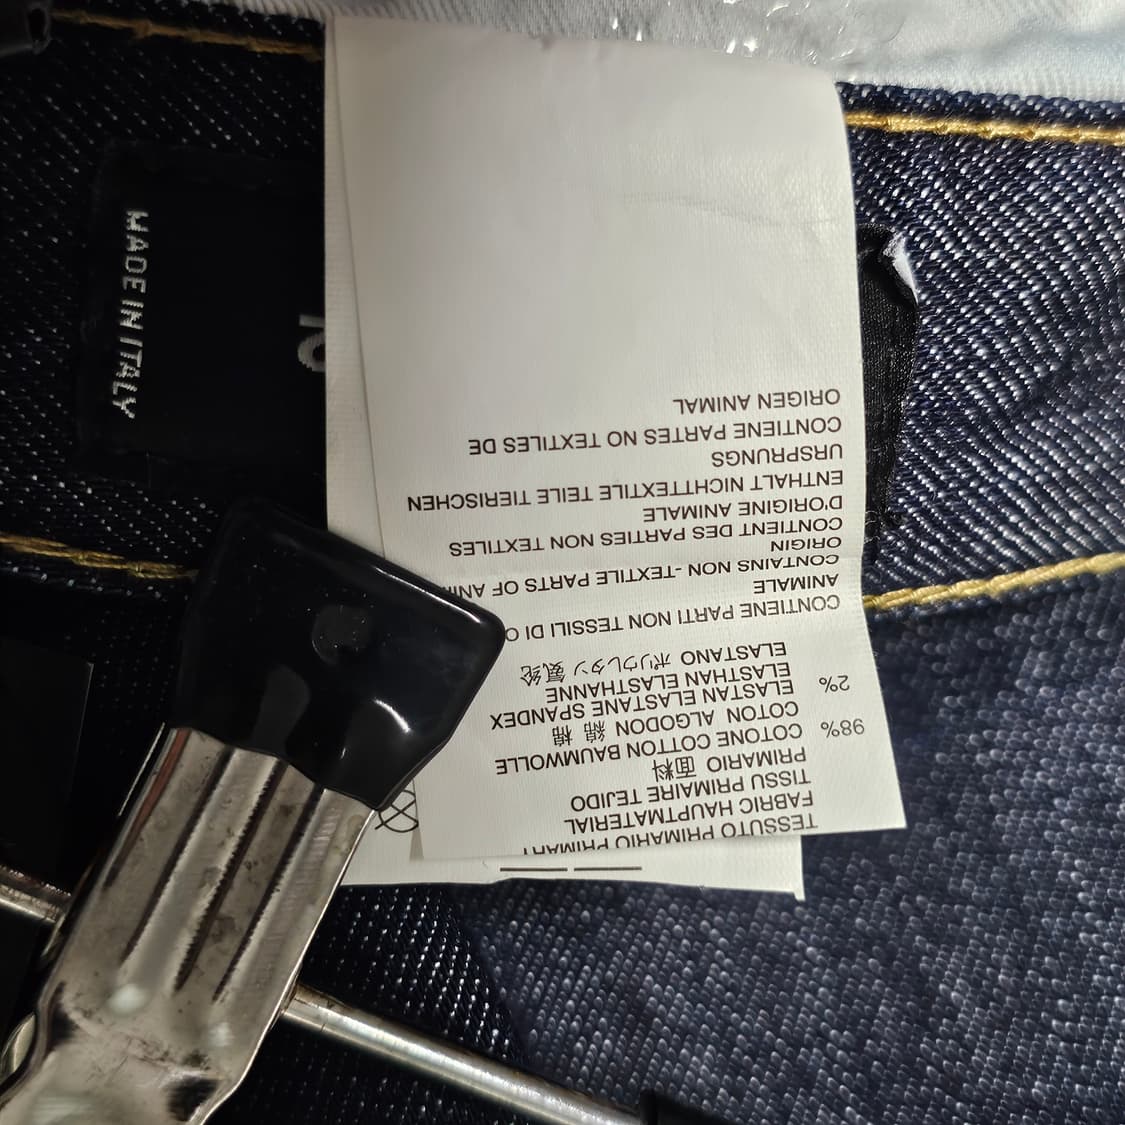 MADE IN ITALY
TESSUTO PRIMARIO
FABRIC HAUPTMATERIAL
TISSU PRIMAIRE TEJIDO
PRIMARIO 面料
98% COTONE COTTON BAUMWOLLE
COTON ALGODON 綿 棉
2% ELASTAN ELASTANE SPANDEX
ELASTHAN ELASTHANNE
ELASTANO ポリウレタン 氨纶
CONTIENE PARTI NON TESSILI DI
ANIMALE
CONTAINS NON -TEXTILE PARTS OF
ORIGIN
CONTIENT DES PARTIES NON TEXTILES
D'ORIGINE ANIMALE
ENTHALT NICHTTEXTILE TEILE TIERISCHEN
URSPRUNGS
CONTIENE PARTES NO TEXTILES DE
ORIGEN ANIMAL